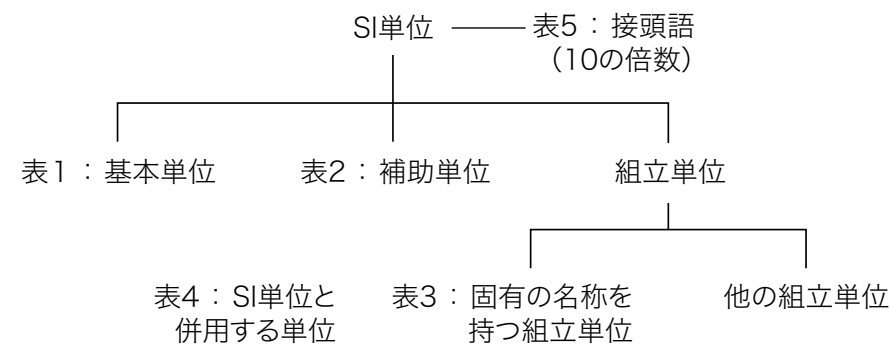 SI単位
表5：接頭語
（10の倍数）
表1：基本単位
表2：補助単位
組立単位
表4：SI単位と
併用する単位
表3：固有の名称を
持つ組立単位
他の組立単位